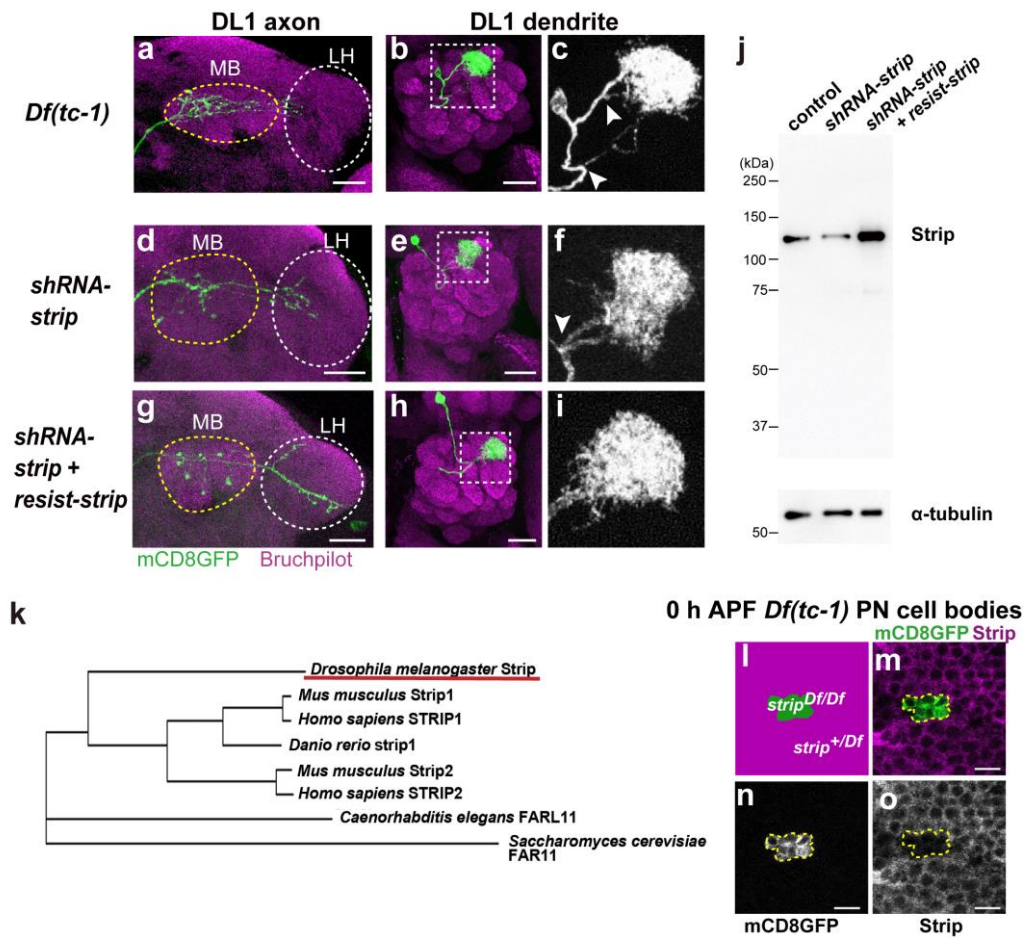 DL1 axon
DL1 dendrite
Df(tc-1)
a
MB
LH
b
c
shRNA-
strip
d
MB
LH
e
f
shRNA-
strip +
resist-strip
g
MB
LH
h
i
mCD8GFP
Bruchpilot
j
control
shRNA-strip
shRNA-strip
+ resist-strip
(kDa)
250
150
100
75
50
37
Strip
50
α-tubulin
k
Drosophila melanogaster Strip
Mus musculus Strip1
Homo sapiens STRIP1
Danio rerio strip1
Mus musculus Strip2
Homo sapiens STRIP2
Caenorhabditis elegans FARL11
Saccharomyces cerevisiae
FAR11
0 h APF Df(tc-1) PN cell bodies
mCD8GFP Strip
l
strip Df/Df
strip +/Df
m
n
o
mCD8GFP
Strip